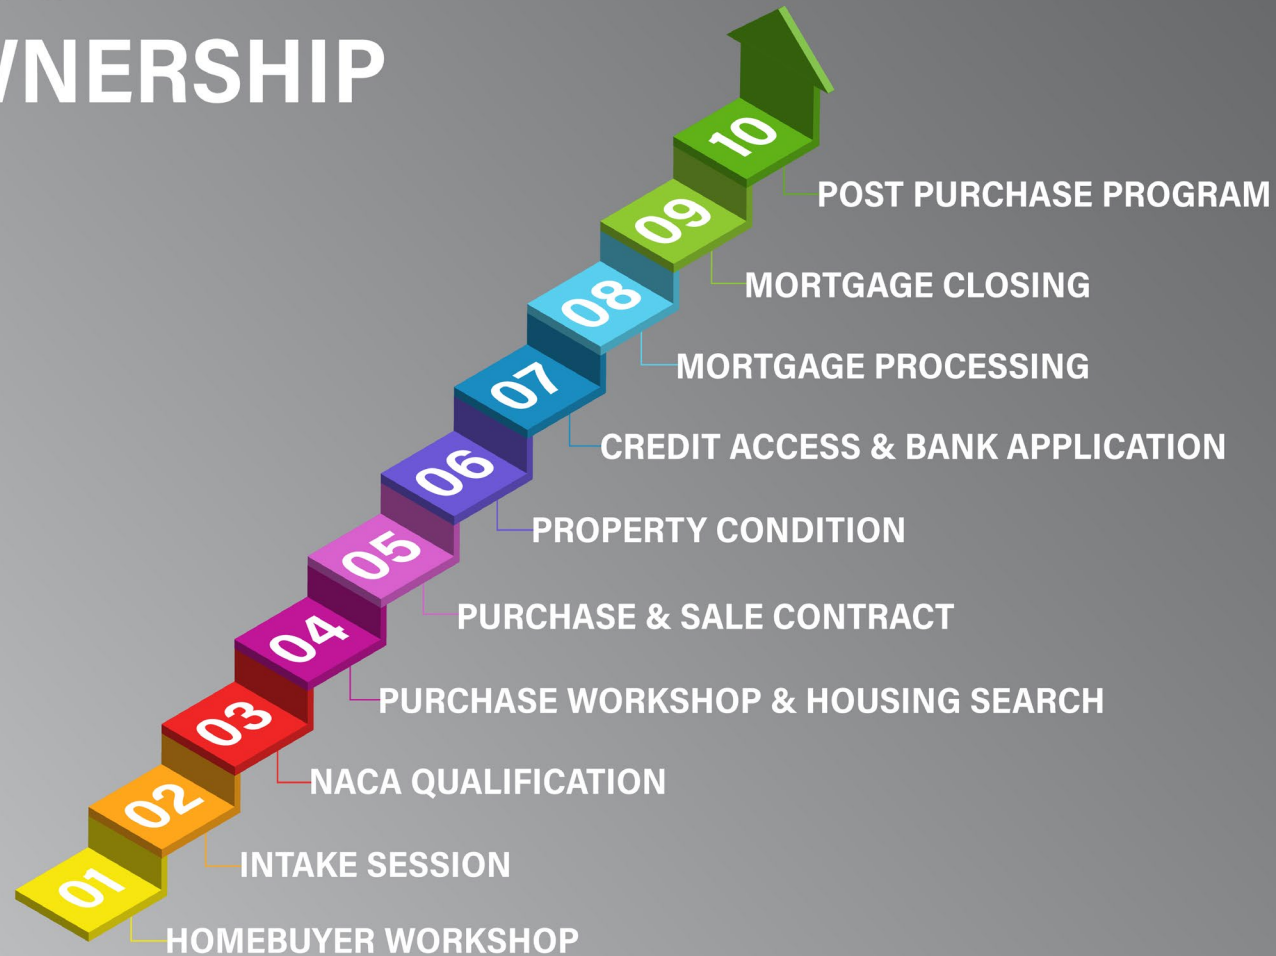 WNERSHIP
10
POST PURCHASE PROGRAM
09
MORTGAGE CLOSING
08
MORTGAGE PROCESSING
07
CREDIT ACCESS & BANK APPLICATION
06
PROPERTY CONDITION
05
PURCHASE & SALE CONTRACT
04
PURCHASE WORKSHOP & HOUSING SEARCH
03
NACA QUALIFICATION
02
INTAKE SESSION
01
HOMEBUYER WORKSHOP